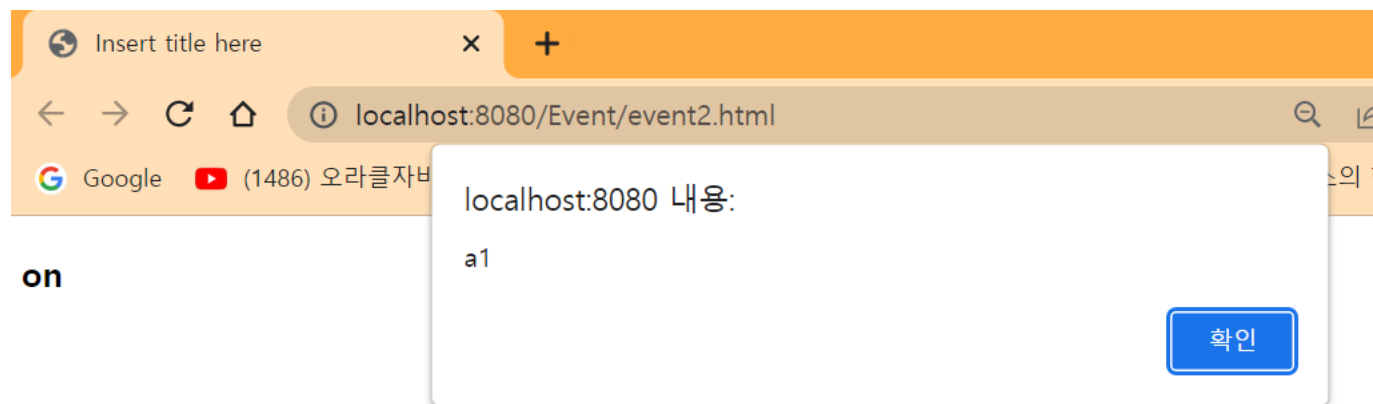 Insert title here
localhost:8080/Event/event2.html
Google (1486) 오라클자바
localhost:8080 내용:
a1
on
확인